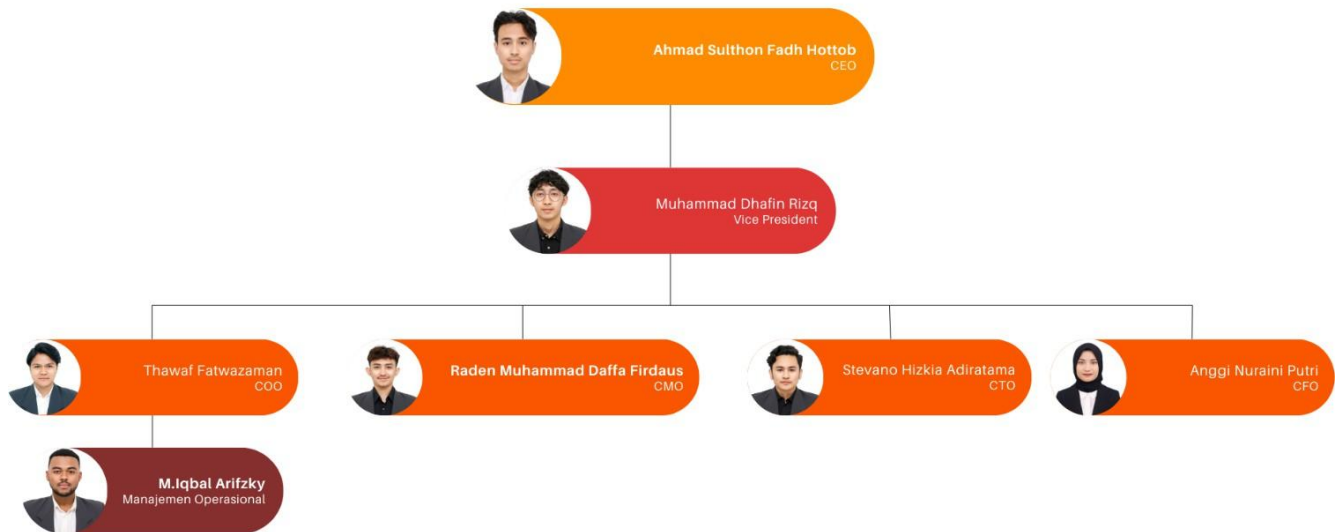 Ahmad Sulthon Fadh Hottob
CEO
Muhammad Dhafin Rizq
Vice President
Thawaf Fatwazaman
COO
Raden Muhammad Daffa Firdaus
CMO
Stevano Hizkia Adiratama
CTO
Anggi Nuraini Putri
CFO
M.Iqbal Arifzky
Manajemen Operasional